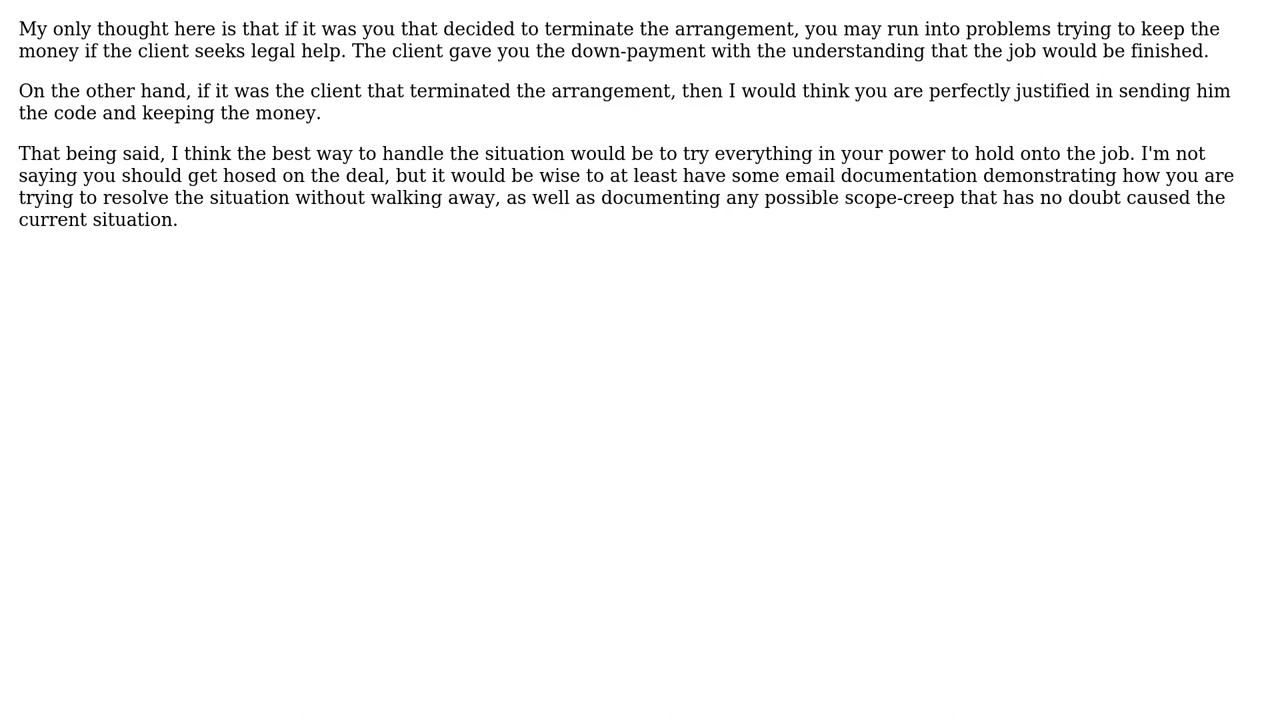 My only thought here is that if it was you that decided to terminate the arrangement, you may run into problems trying to keep the
money if the client seeks legal help. The client gave you the down-payment with the understanding that the job would be finished.
On the other hand, if it was the client that terminated the arrangement, then I would think you are perfectly justified in sending him
the code and keeping the money.
That being said, I think the best way to handle the situation would be to try everything in your power to hold onto the job. I'm not
saying you should get hosed on the deal, but it would be wise to at least have some email documentation demonstrating how you are
trying to resolve the situation without walking away, as well as documenting any possible scope-creep that has no doubt caused the
current situation.